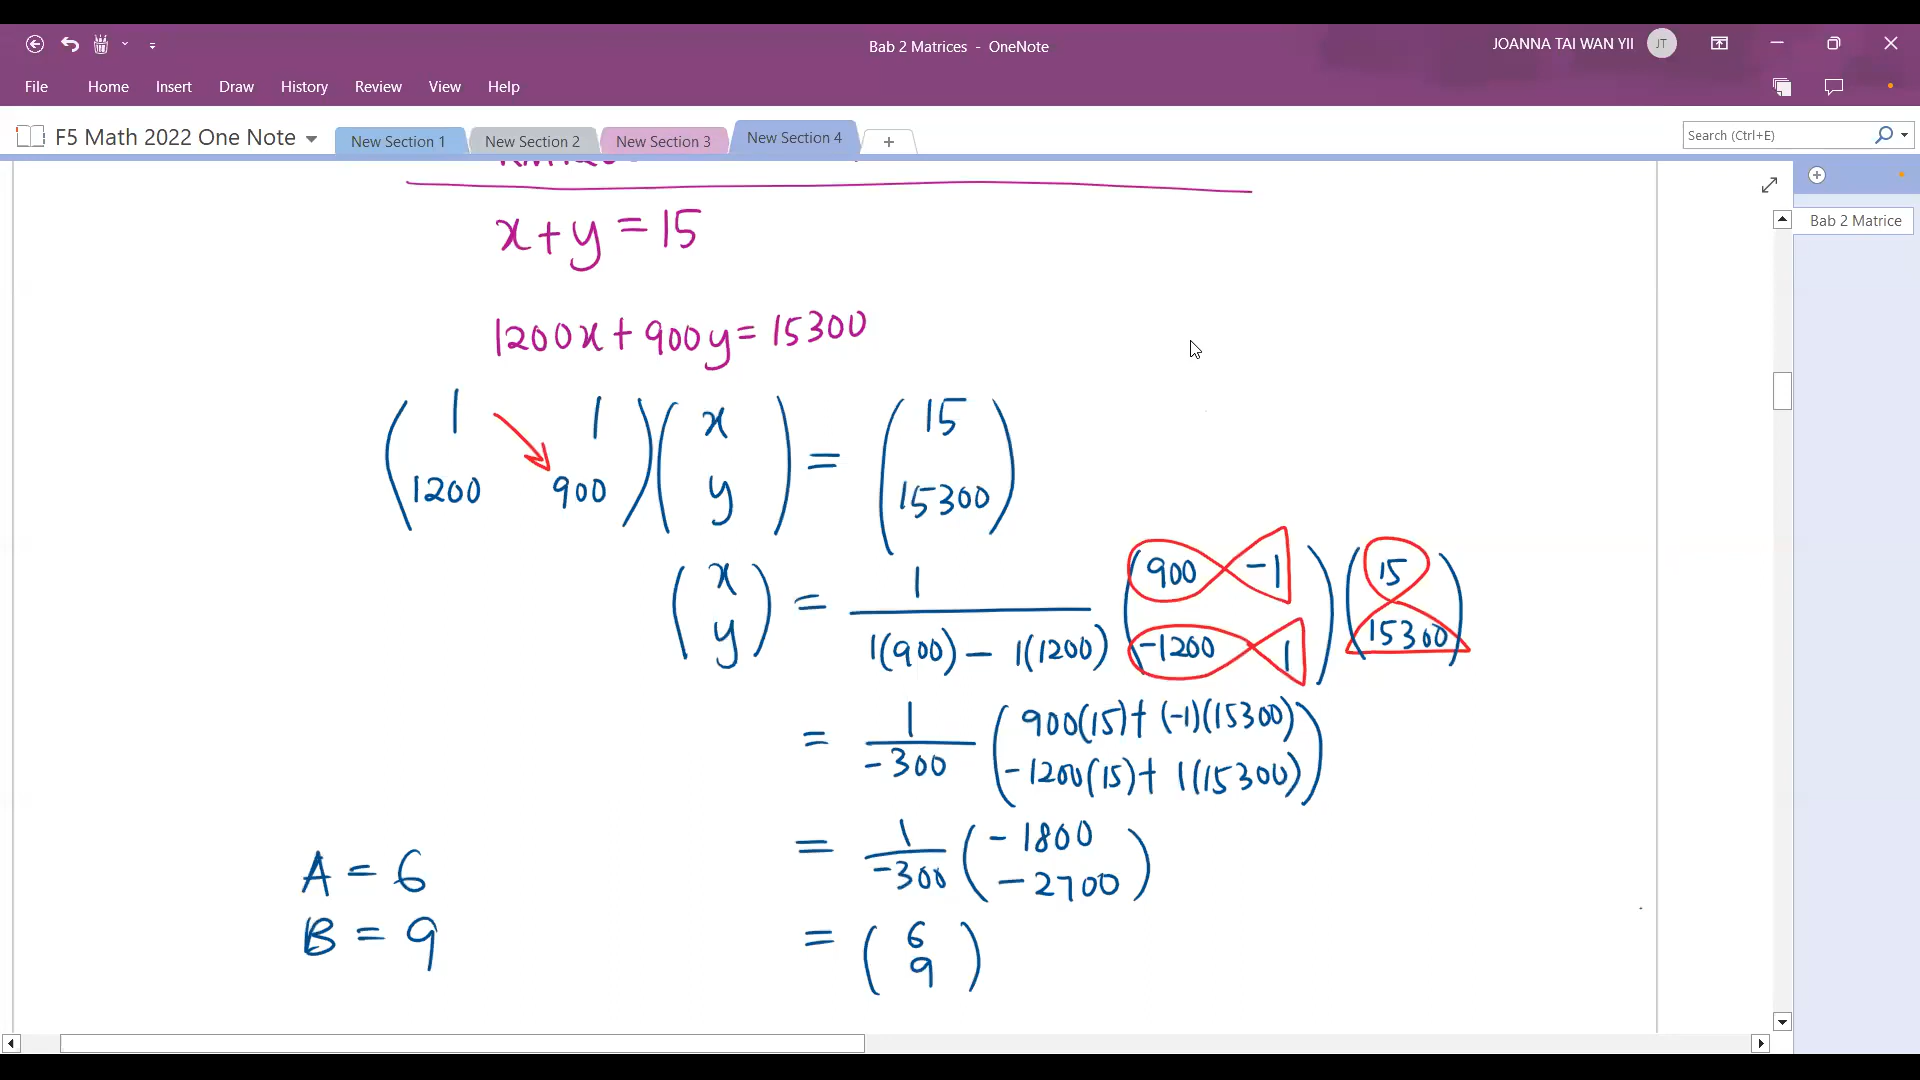 Bab 2 Matrices - OneNote
JOANNA TAI WAN YII JT
File Home Insert Draw History Review View Help
F5 Math 2022 One Note New Section 1 New Section 2 New Section 3 New Section 4 + Search (Ctrl+E)
Bab 2 Matrice
x+y=15
1200x+900y=15300
(1 1 1200 900)(x y) = (15 15300)
(x y) = 1/(1(900) - 1(1200)) (900 -1 -1200 1)(15 15300)
= 1/-300 (900(15)+(-1)(15300) -1200(15)+1(15300))
= 1/-300 (-1800 -2700)
= (6 9)
A = 6
B = 9